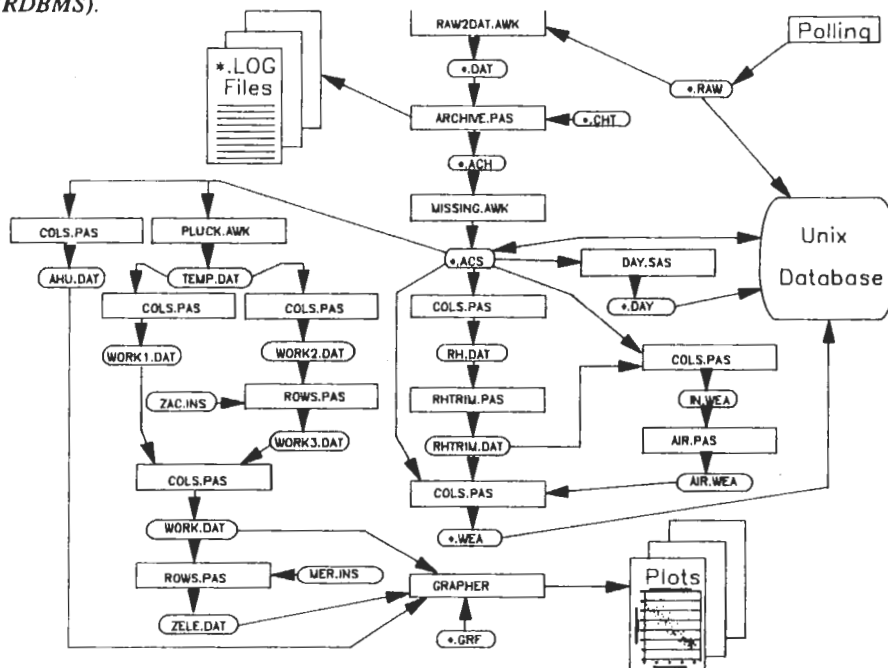 RDBMS).
RAW2DAT.AWK
Polling
*.LOG
Files
*.DAT
*.RAW
ARCHIVE.PAS
*.CHT
*.ACH
MISSING.AWK
COLS.PAS
PLUCK.AWK
Unix
Database
*.ACS
DAY.SAS
AHU.DAT
TEMP.DAT
*.DAY
COLS.PAS
COLS.PAS
COLS.PAS
WORK1.DAT
WORK2.DAT
RH.DAT
COLS.PAS
ZAC.INS
ROWS.PAS
RHTRIM.PAS
IN.WEA
WORK3.DAT
RHTRIM.DAT
AIR.PAS
COLS.PAS
COLS.PAS
AIR.WEA
WORK.DAT
*.WEA
ROWS.PAS
MER.INS
GRAPHER
Plots
ZELE.DAT
*.GRF